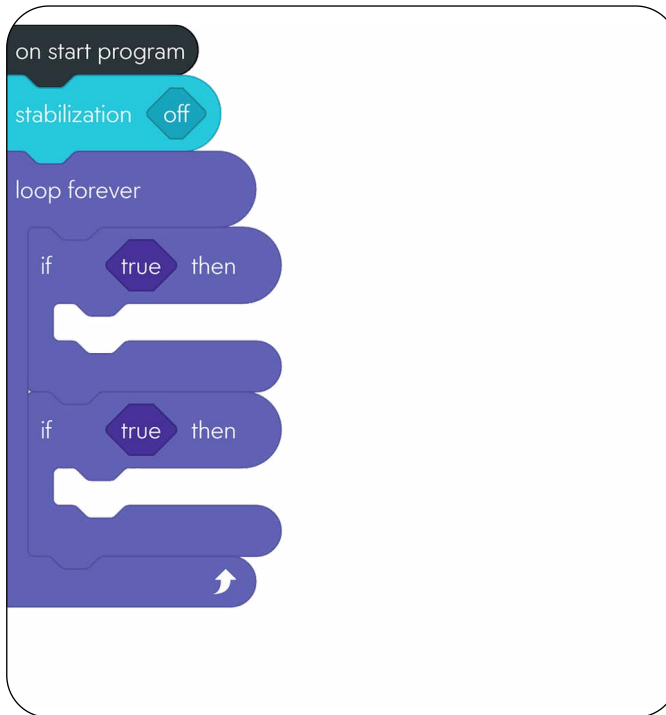 on start program
stabilization off
loop forever
if true then
if true then